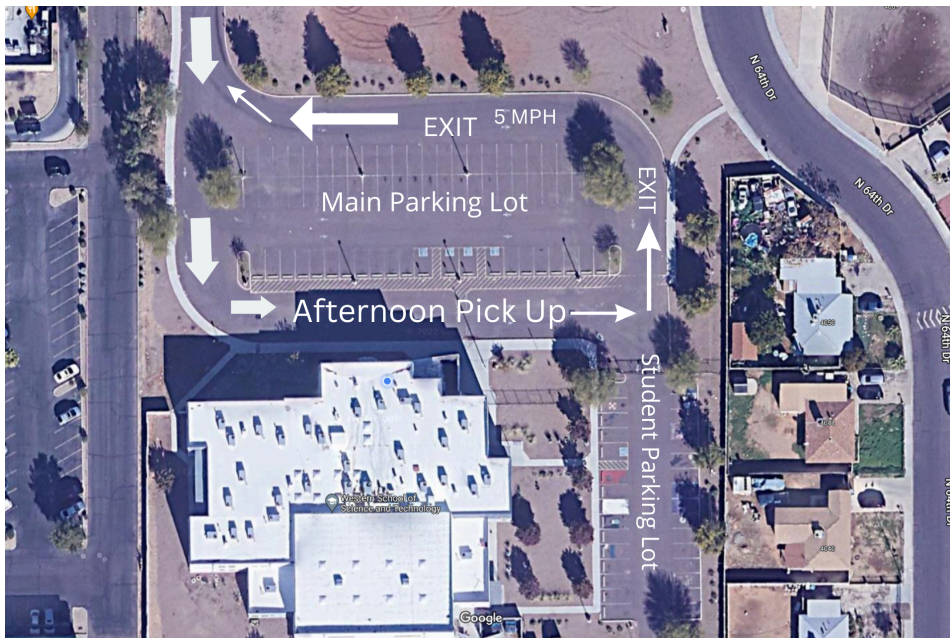 N 64th Dr
EXIT 5 MPH
EXIT
N 64th Dr
Main Parking Lot
Afternoon Pick Up
4050
N 64th Dr
Student Parking Lot
Western School of
Science and Technology
Google